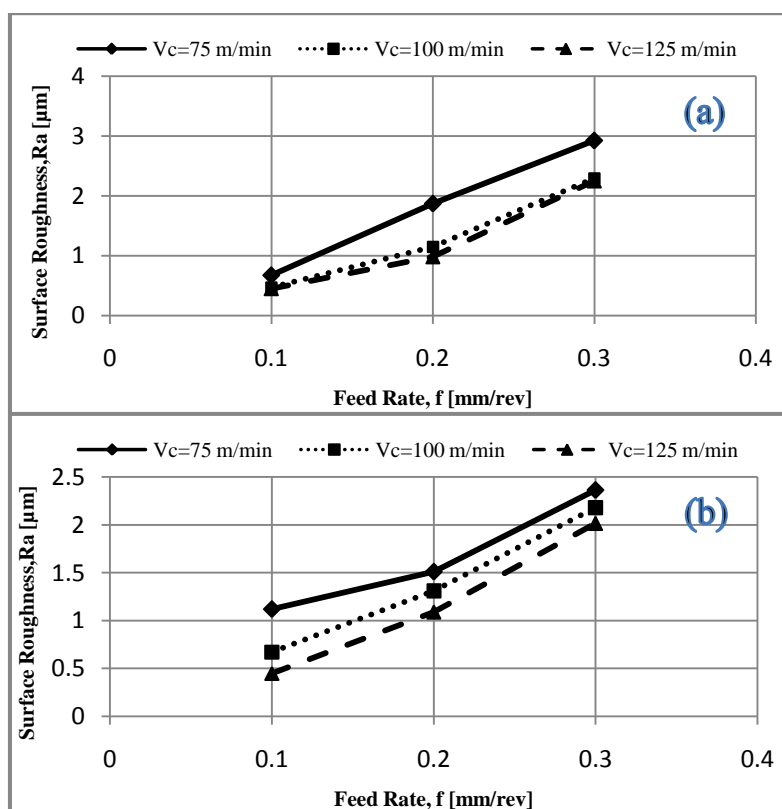 Vc=75 m/min Vc=100 m/min Vc=125 m/min
4
3
2
1
0
Surface Roughness,Ra [µm]
(a)
0 0.1 0.2 0.3 0.4
Feed Rate, f [mm/rev]
Vc=75 m/min Vc=100 m/min Vc=125 m/min
2.5
2
1.5
1
0.5
0
Surface Roughness,Ra [µm]
(b)
0 0.1 0.2 0.3 0.4
Feed Rate, f [mm/rev]